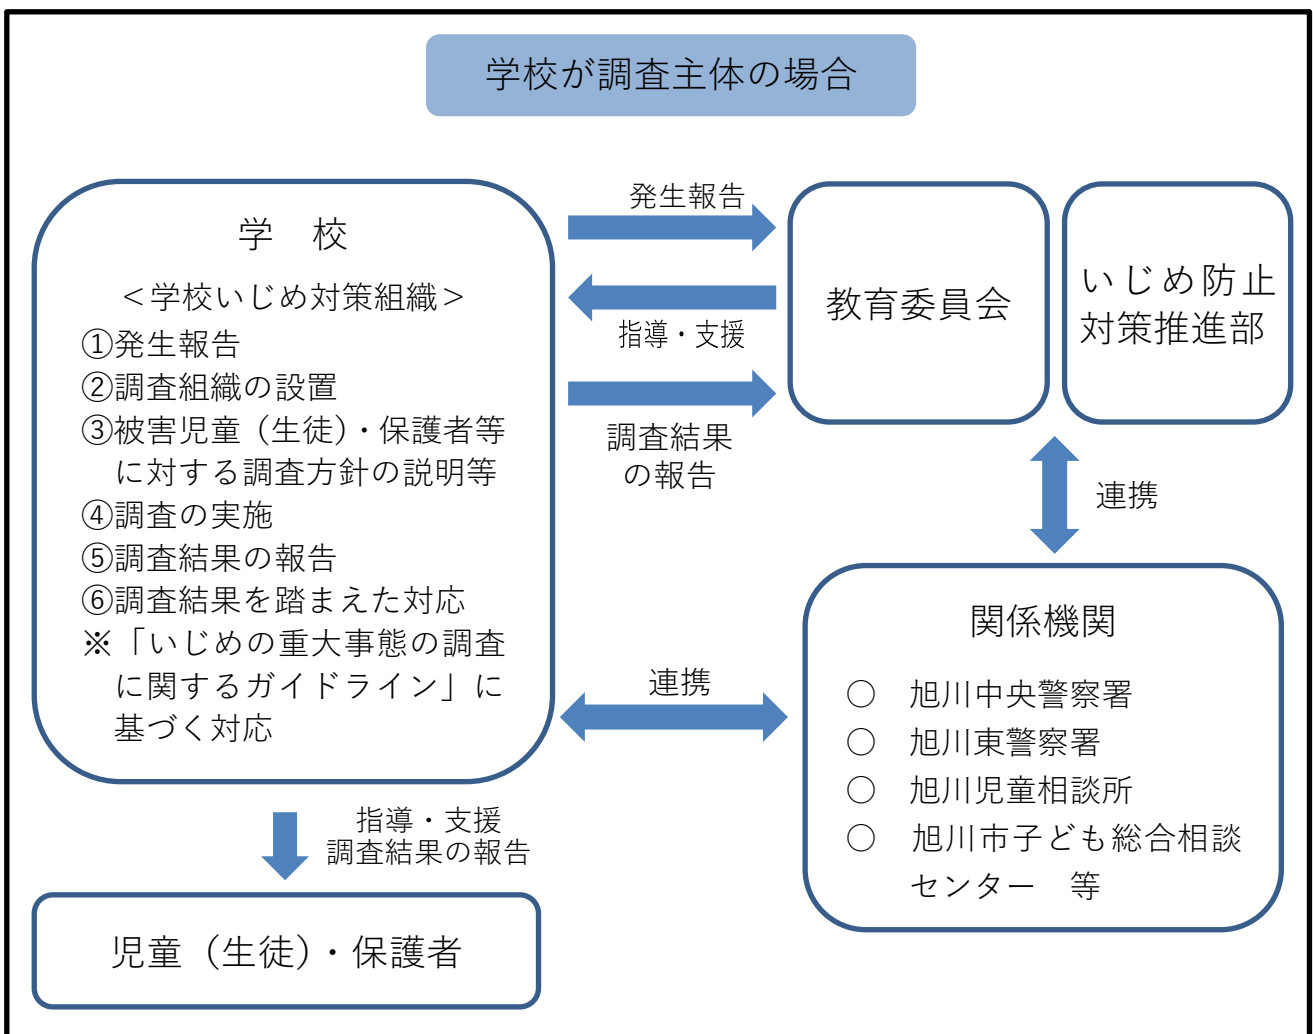 学校が調査主体の場合
学　校
＜学校いじめ対策組織＞
①発生報告
②調査組織の設置
③被害児童（生徒）・保護者等
に対する調査方針の説明等
④調査の実施
⑤調査結果の報告
⑥調査結果を踏まえた対応
※「いじめの重大事態の調査
に関するガイドライン」に
基づく対応
発生報告
指導・支援
調査結果
の報告
教育委員会
いじめ防止
対策推進部
連携
連携
関係機関
○　旭川中央警察署
○　旭川東警察署
○　旭川児童相談所
○　旭川市子ども総合相談
センター　等
指導・支援
調査結果の報告
児童（生徒）・保護者